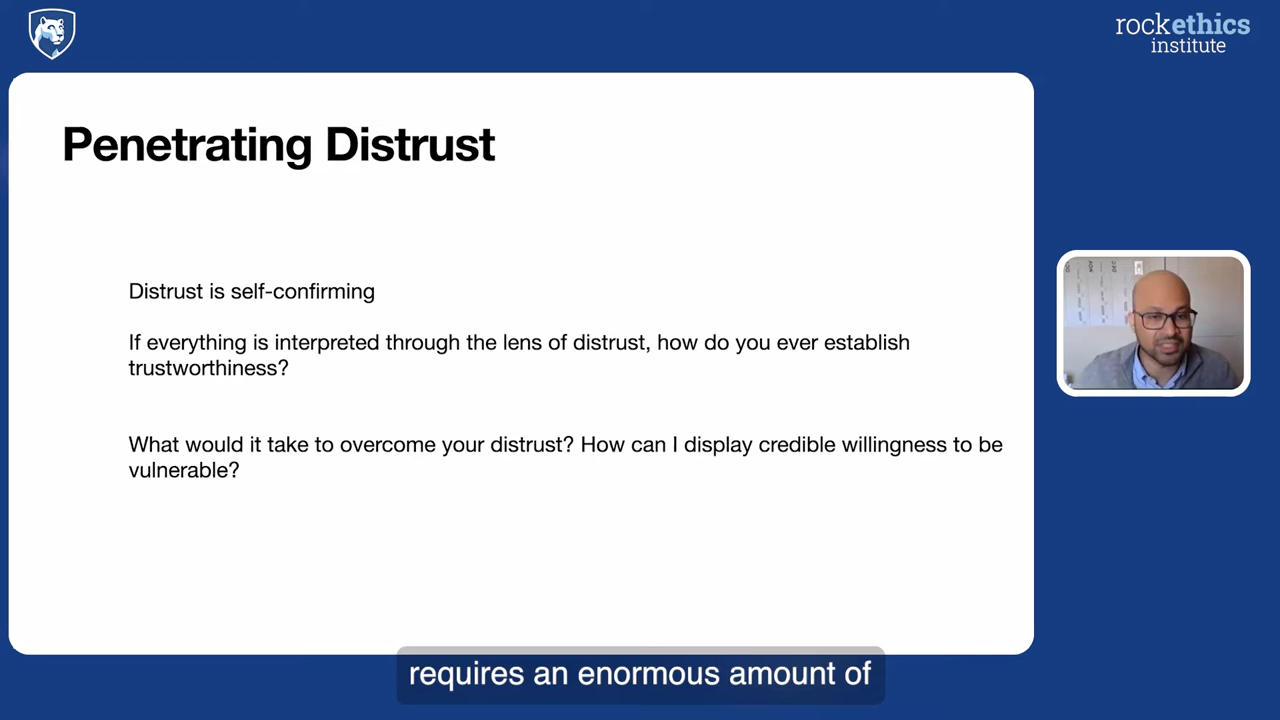 rockethics
institute
Penetrating Distrust
Distrust is self-confirming
If everything is interpreted through the lens of distrust, how do you ever establish
trustworthiness?
What would it take to overcome your distrust? How can I display credible willingness to be
vulnerable?
requires an enormous amount of